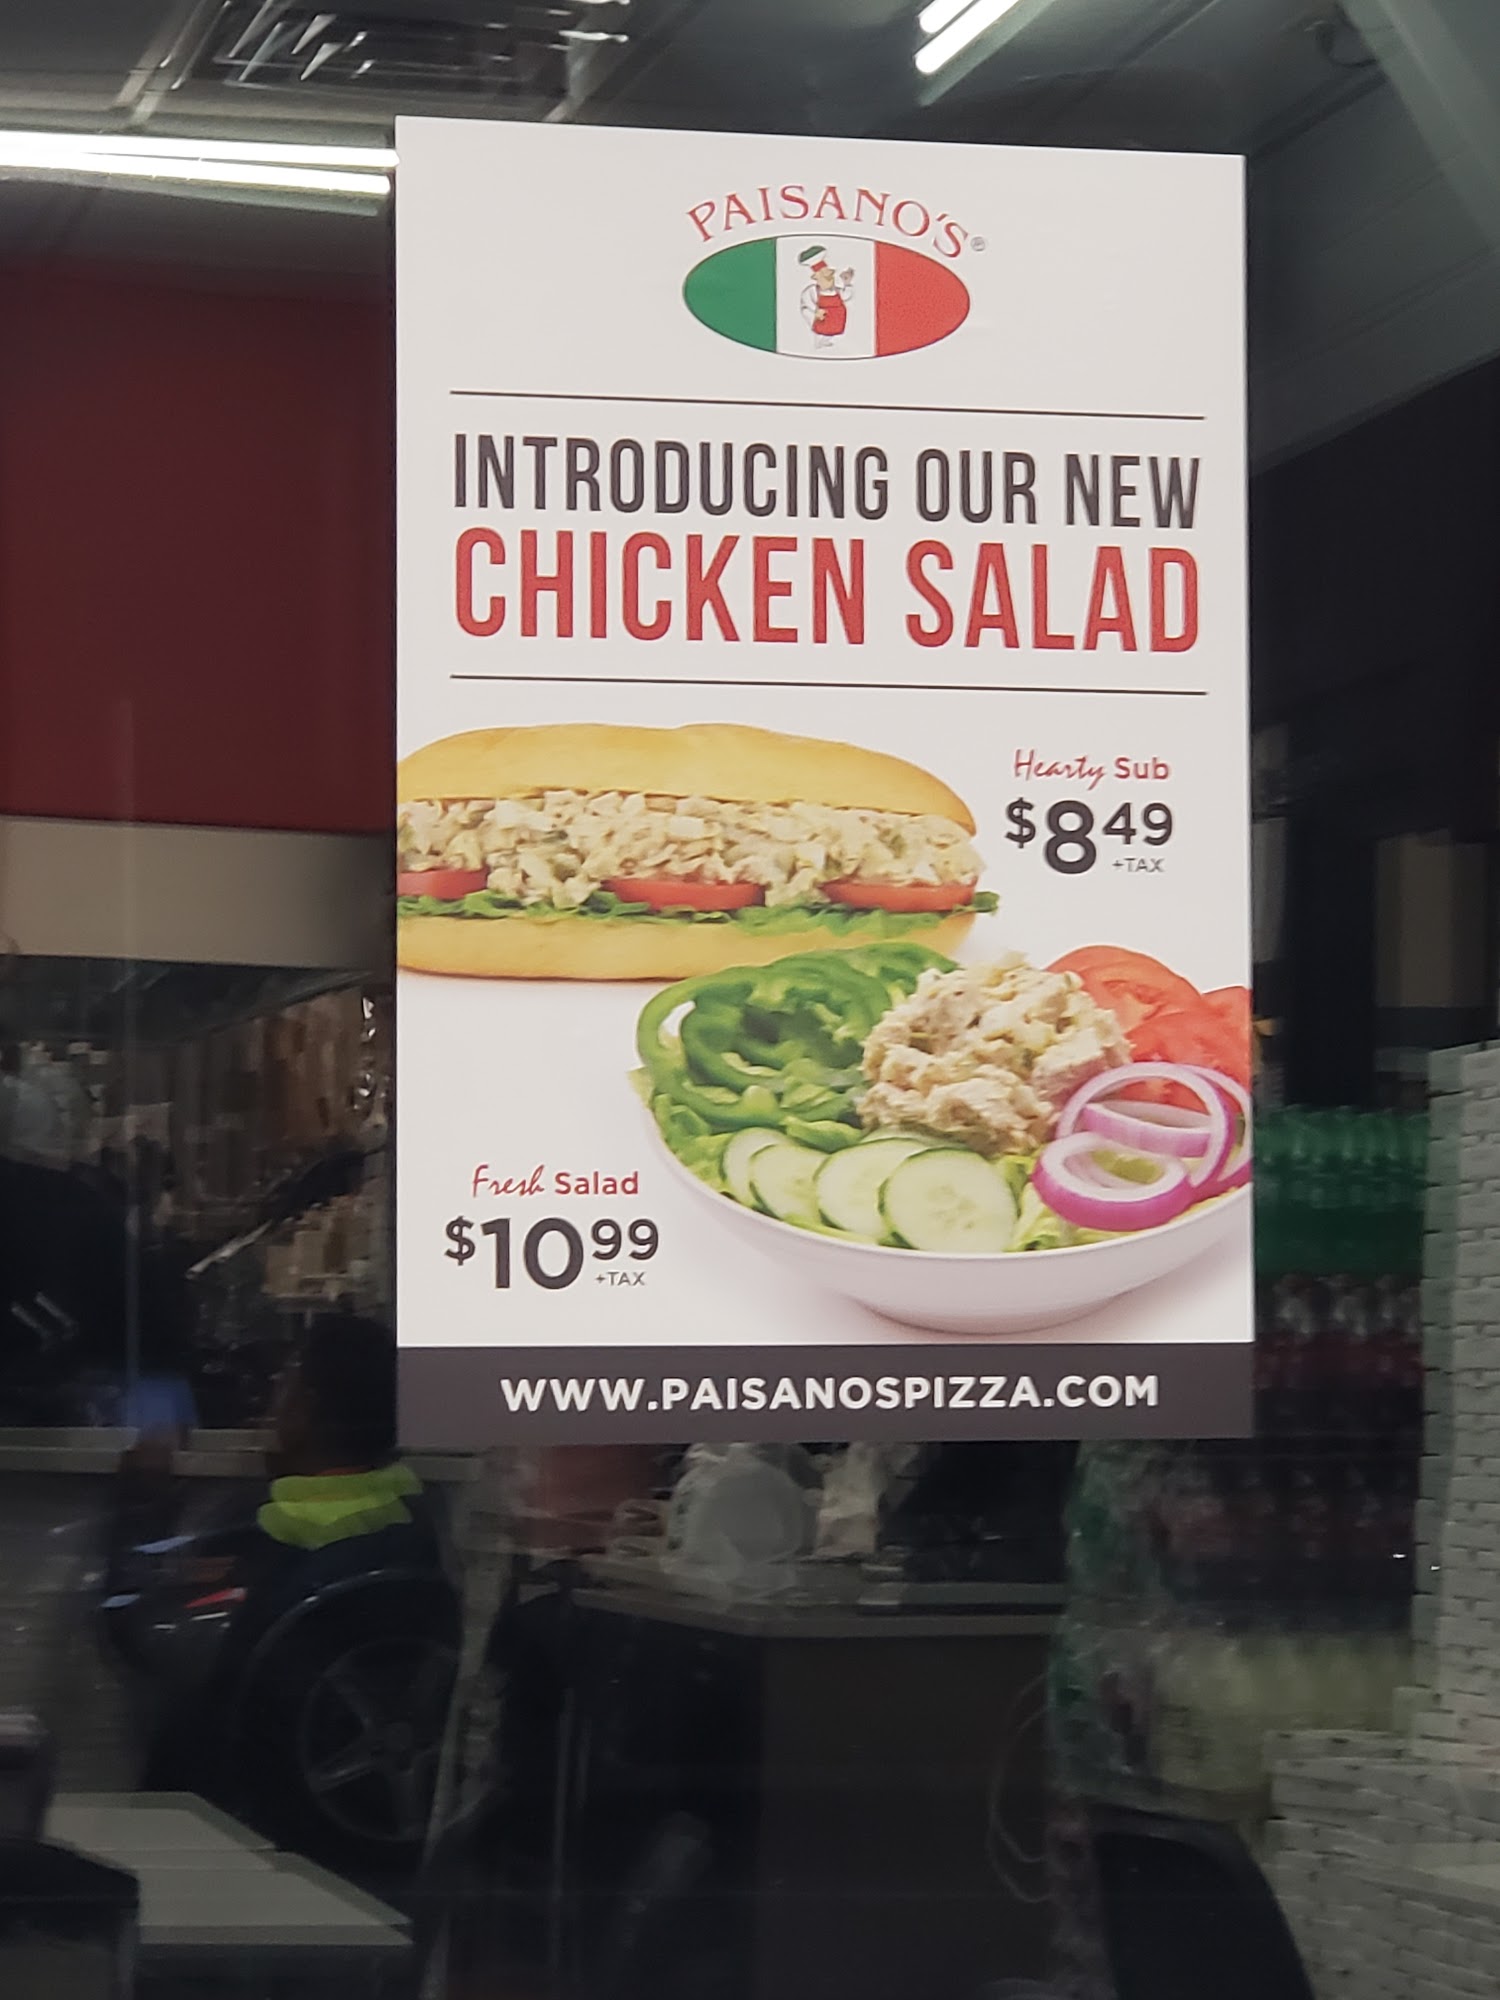 PAISANO'S®
INTRODUCING OUR NEW
CHICKEN SALAD
Hearty Sub
$8 49
+TAX
Fresh Salad
$10 99
+TAX
WWW.PAISANOSPIZZA.COM